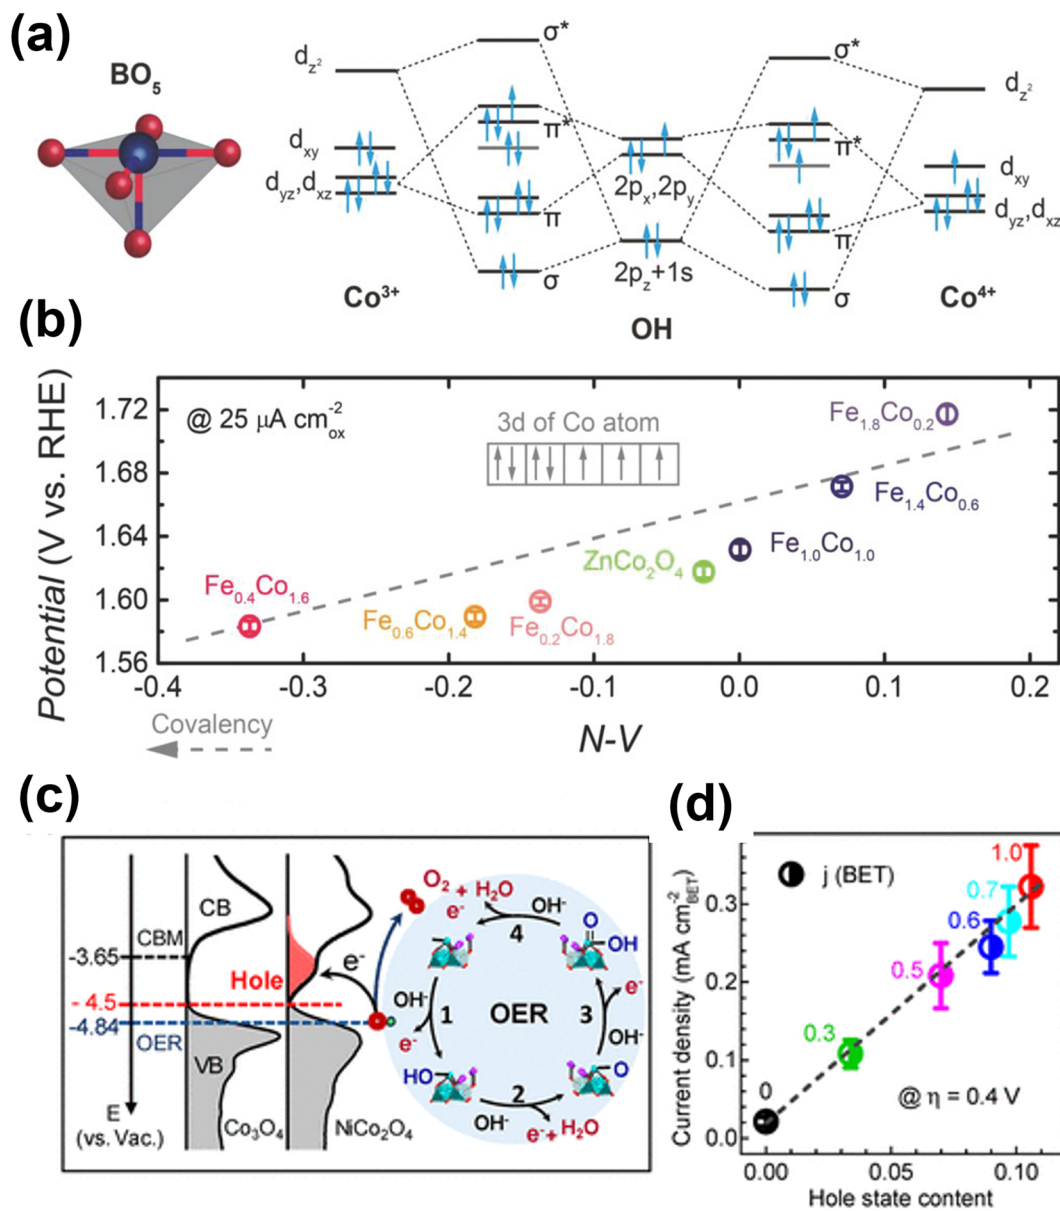 (a)
BO5
dz2
dxy
dyz,dxz
Co3+
σ*
π*
π
σ
2px,2py
2pz+1s
OH
σ*
π*
π
σ
dz2
dxy
dyz,dxz
Co4+
(b)
Potential (V vs. RHE)
1.72
1.68
1.64
1.60
1.56
@ 25 μA cm-2ox
3d of Co atom
Fe1.8Co0.2
Fe1.4Co0.6
Fe1.0Co1.0
ZnCo2O4
Fe0.4Co1.6
Fe0.6Co1.4
Fe0.2Co1.8
-0.4 -0.3 -0.2 -0.1 0.0 0.1 0.2
Covalency
N-V
(c)
CB
CBM
-3.65
Hole
e-
- 4.5
-4.84
OER
VB
E
(vs. Vac.)
Co3O4
NiCo2O4
O2 + H2O
e-
OH-
4
O
OH
OH-
1
e-
OER
3
e-
OH-
HO
2
O
OH-
e-+ H2O
(d)
Current density (mA cm-2BET)
0.3
0.2
0.1
0.0
j (BET)
1.0
0.7
0.6
0.5
0.3
0
@ η = 0.4 V
0.00 0.05 0.10
Hole state content